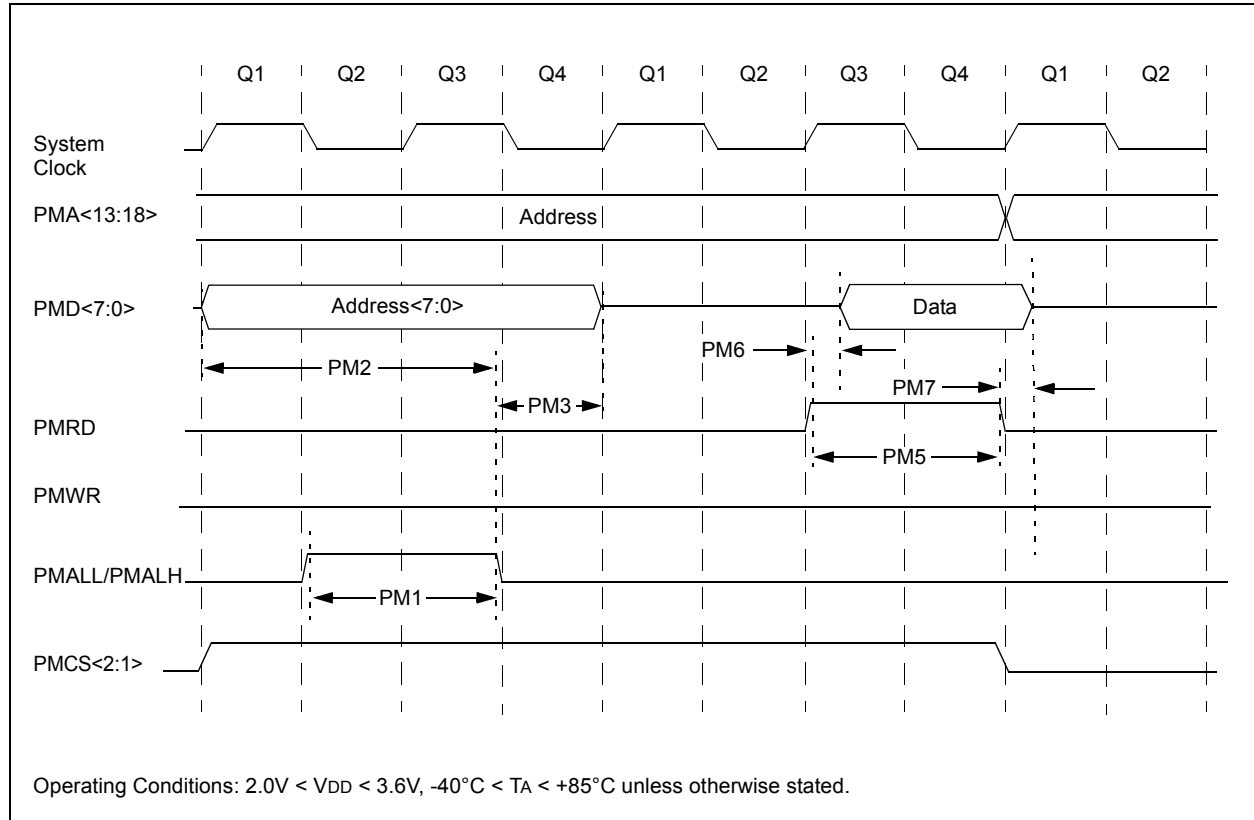 Q1 Q2 Q3 Q4 Q1 Q2 Q3 Q4 Q1 Q2
System
Clock
PMA<13:18>
Address
PMD<7:0>
Address<7:0>
Data
PM6
PM2
PM7
PM3
PMRD
PM5
PMWR
PMALL/PMALH
PM1
PMCS<2:1>
Operating Conditions: 2.0V < VDD < 3.6V, -40°C < TA < +85°C unless otherwise stated.